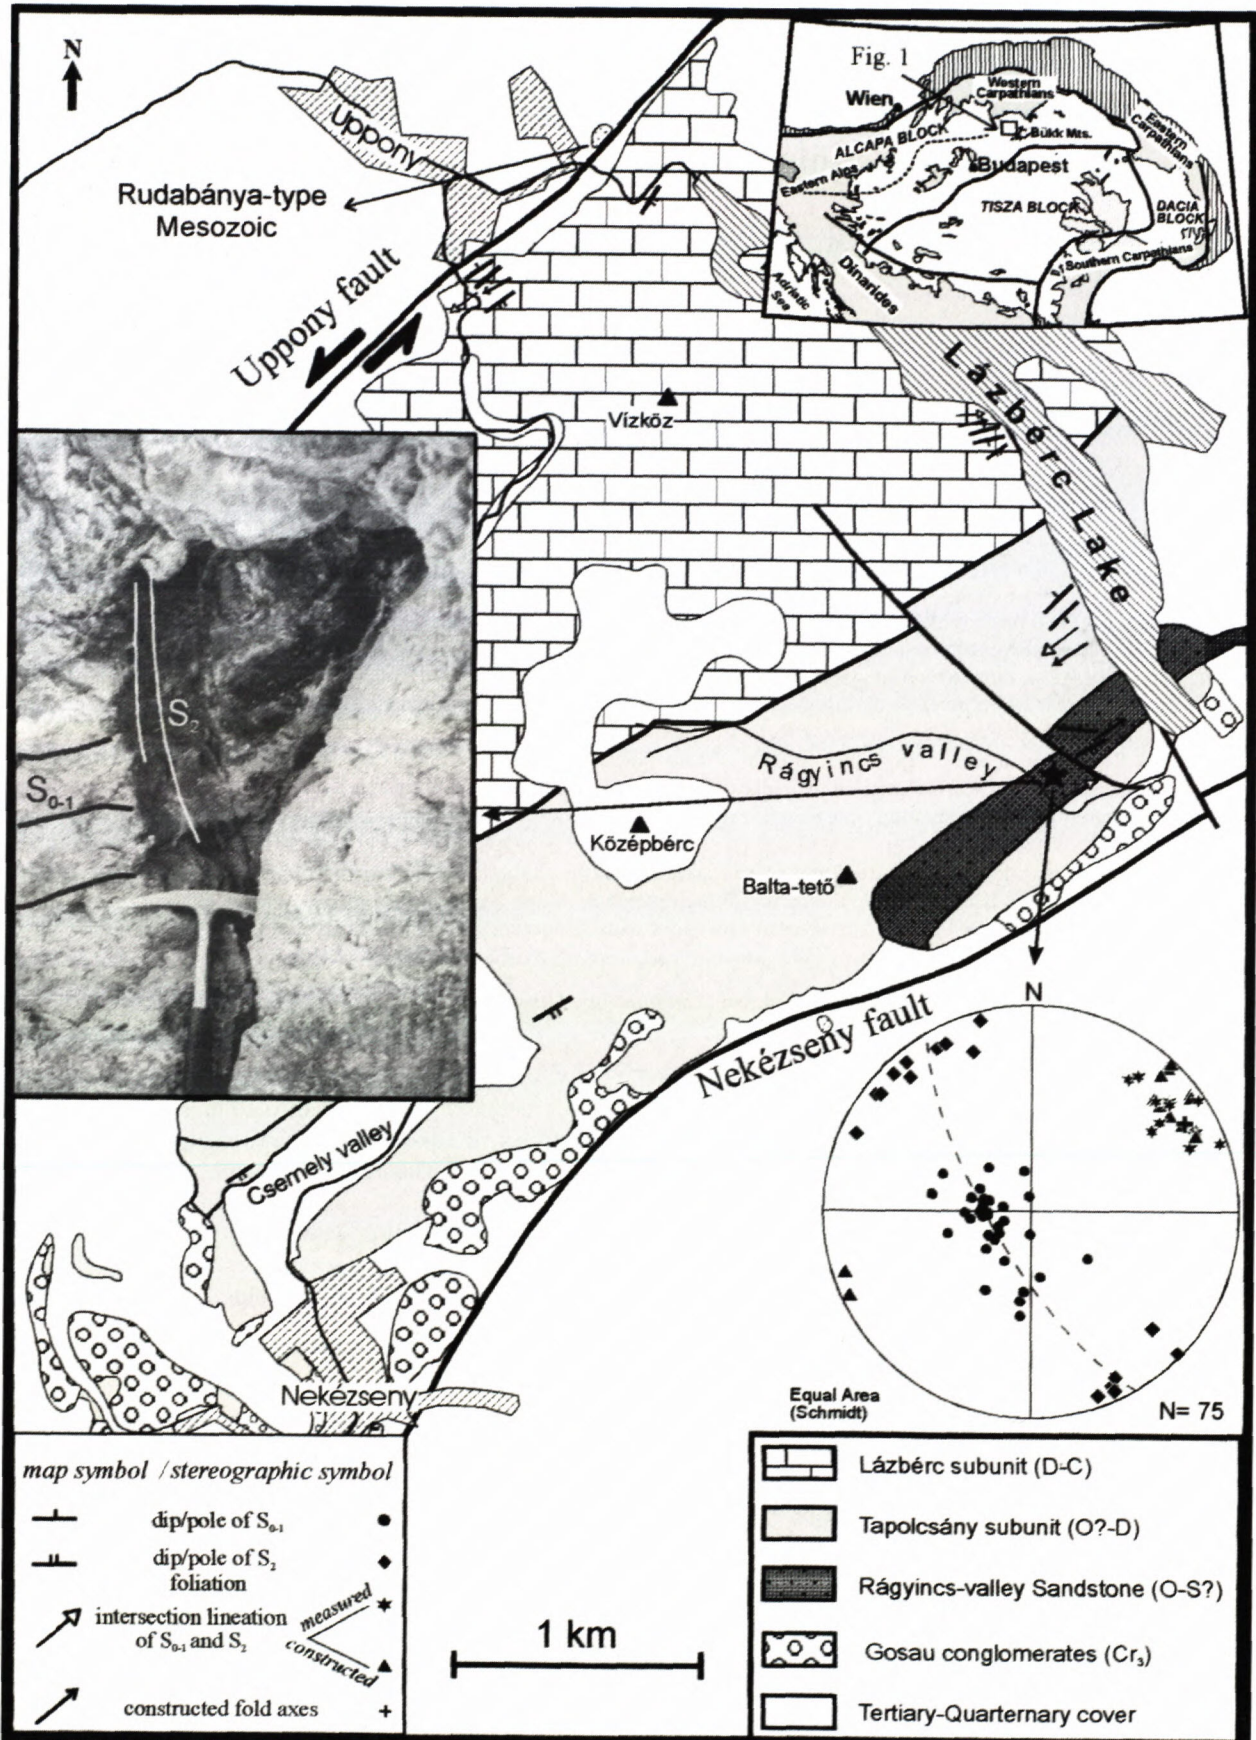 N
Fig. 1
Wien
Western
Carpathians
Eastern
Carpathians
Bükk Mts.
ALCAPA BLOCK
Budapest
Eastern Alps
TISZA BLOCK
DACIA
BLOCK
Southern Carpathians
Dinarides
Adriatic
Sea
Uppony
Rudabánya-type
Mesozoic
Uppony fault
Lázbérc Lake
Vízköz
S2
S0-1
Rágyincs valley
Középbérc
Balta-tető
Nekézseny fault
Csernely valley
Nekézseny
N
Equal Area
(Schmidt)
N= 75
map symbol / stereographic symbol
dip/pole of S0-1
dip/pole of S2
foliation
intersection lineation
of S0-1 and S2
measured
constructed
constructed fold axes
1 km
Lázbérc subunit (D-C)
Tapolcsány subunit (O?-D)
Rágyincs-valley Sandstone (O-S?)
Gosau conglomerates (Cr3)
Tertiary-Quarternary cover